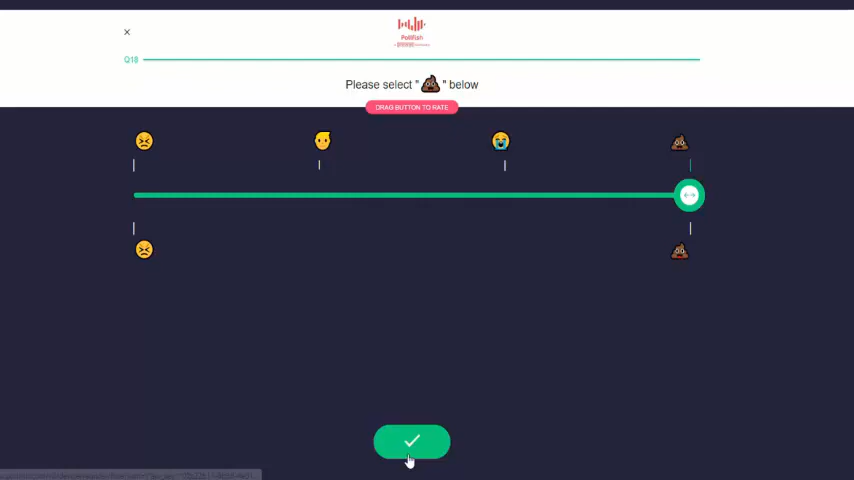 Pollfish
Q18
Please select "💩" below
DRAG BUTTON TO RATE